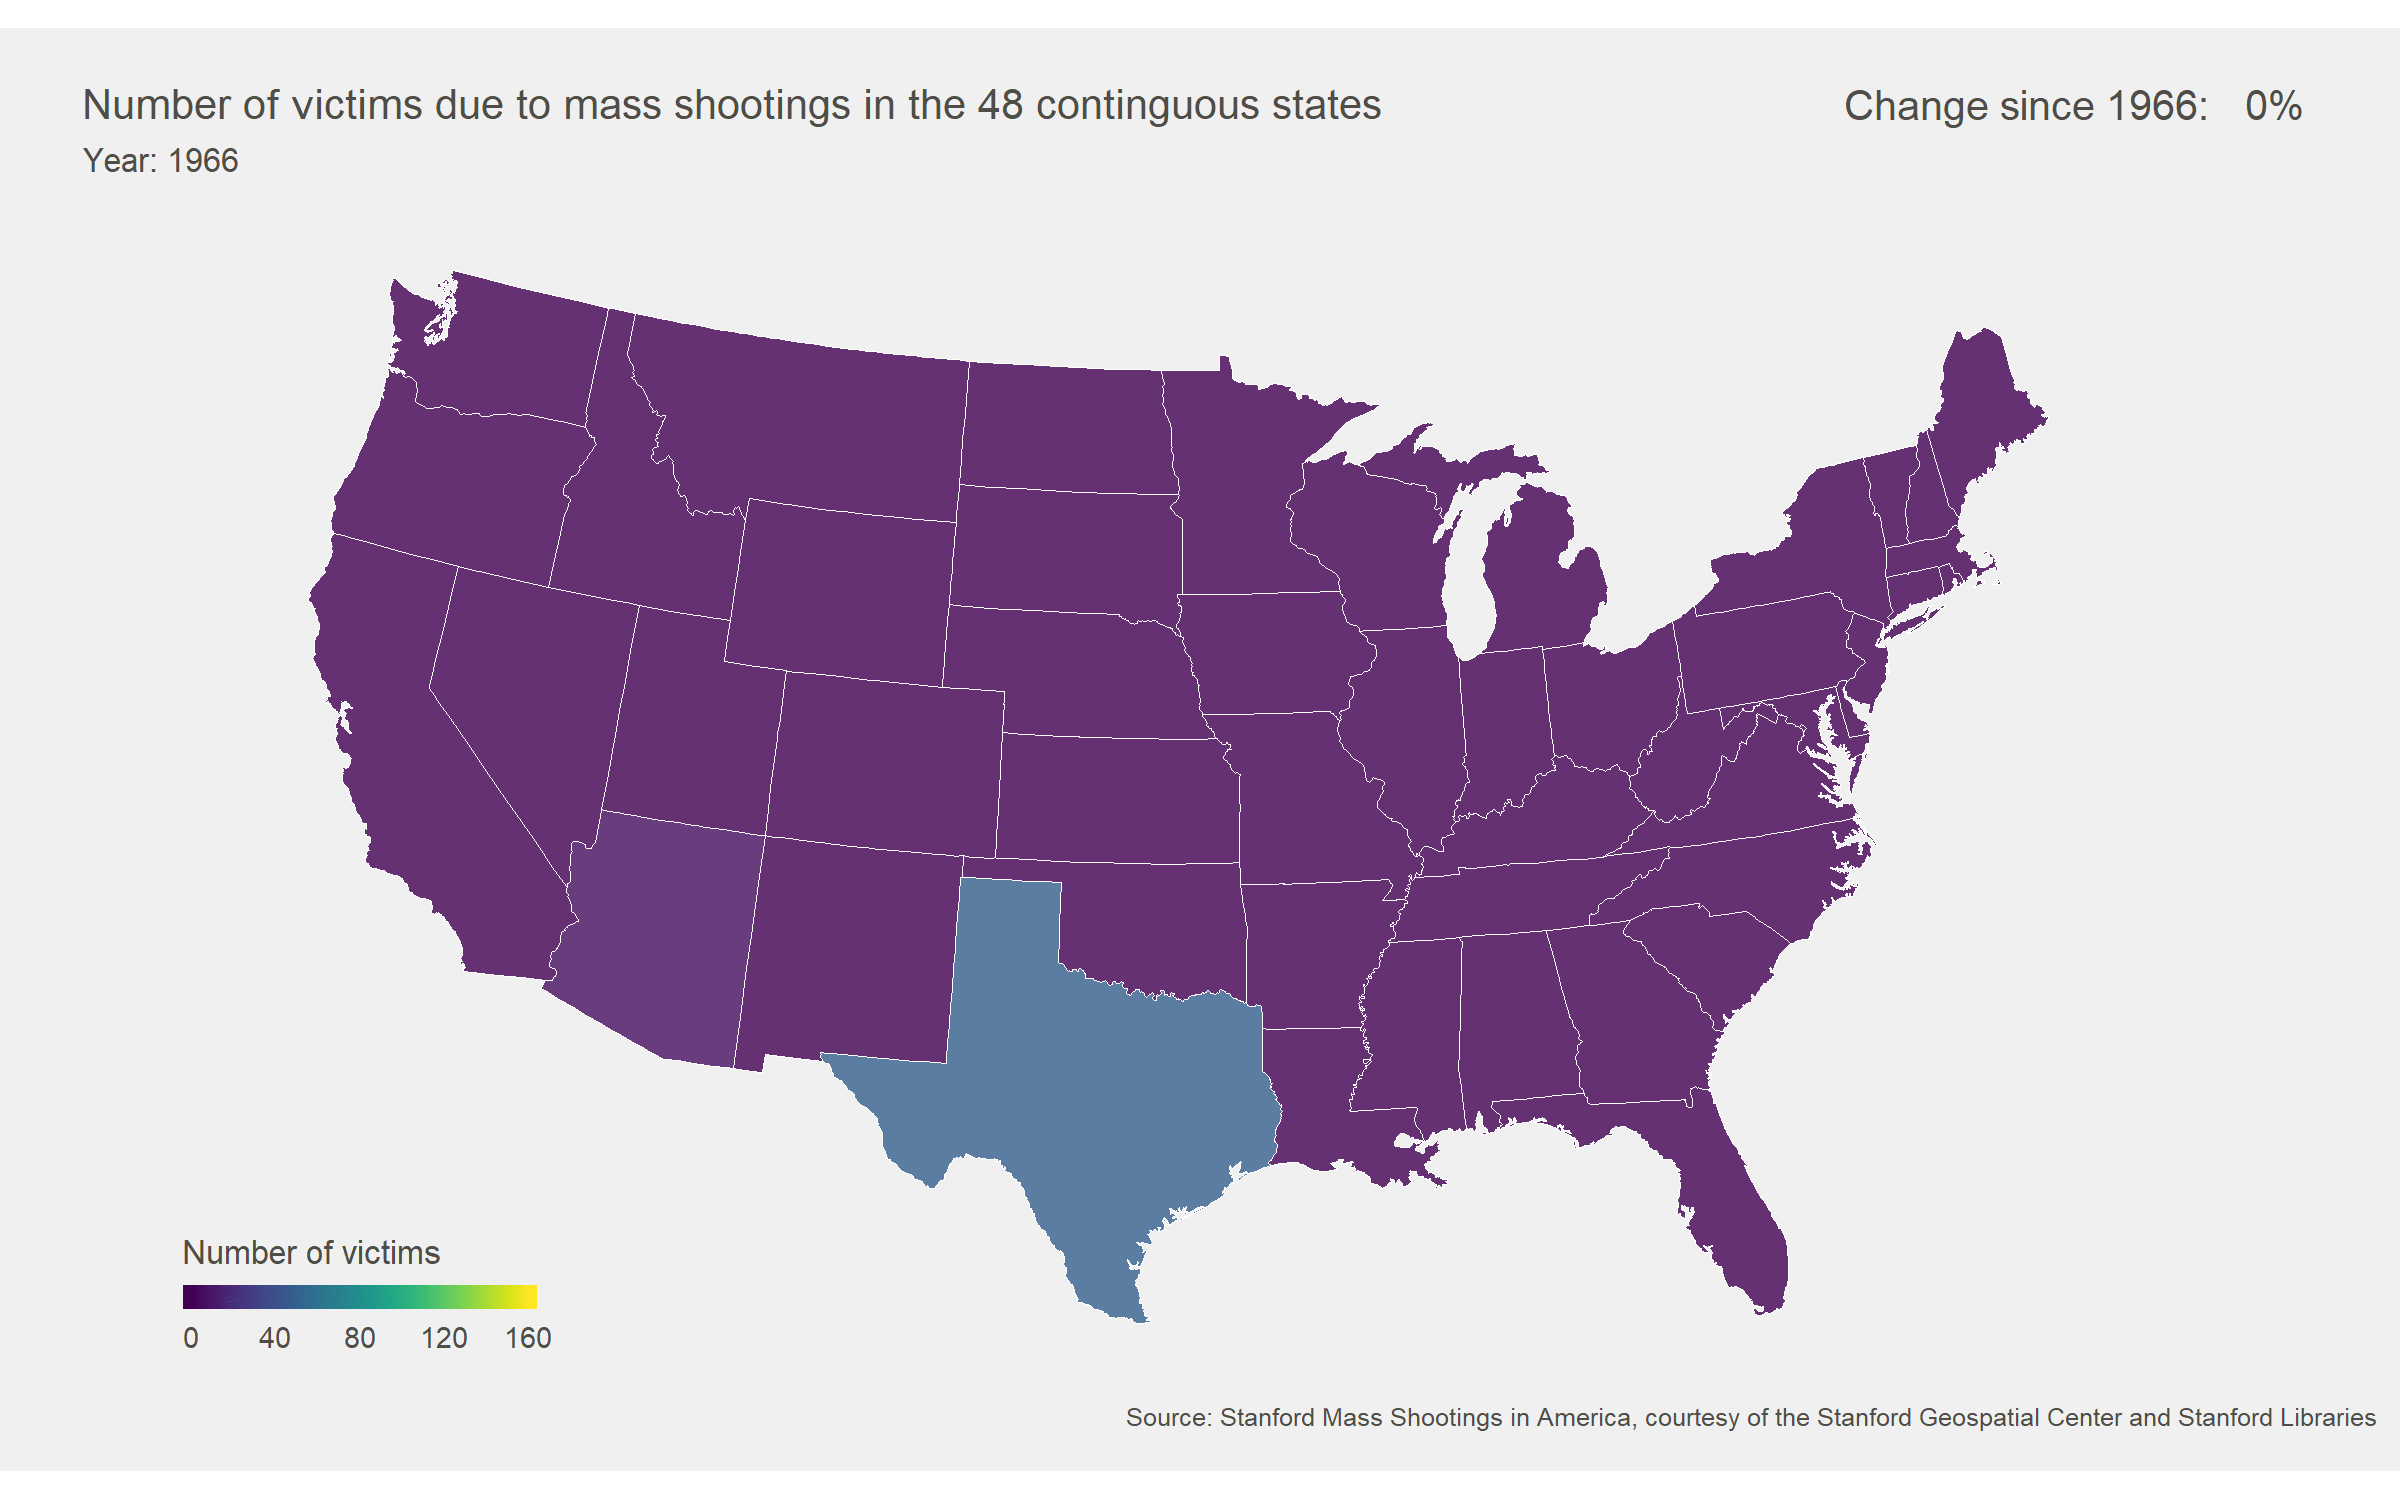 Number of victims due to mass shootings in the 48 continguous states
Change since 1966: 0%
Year: 1966
Number of victims
0 40 80 120 160
Source: Stanford Mass Shootings in America, courtesy of the Stanford Geospatial Center and Stanford Libraries